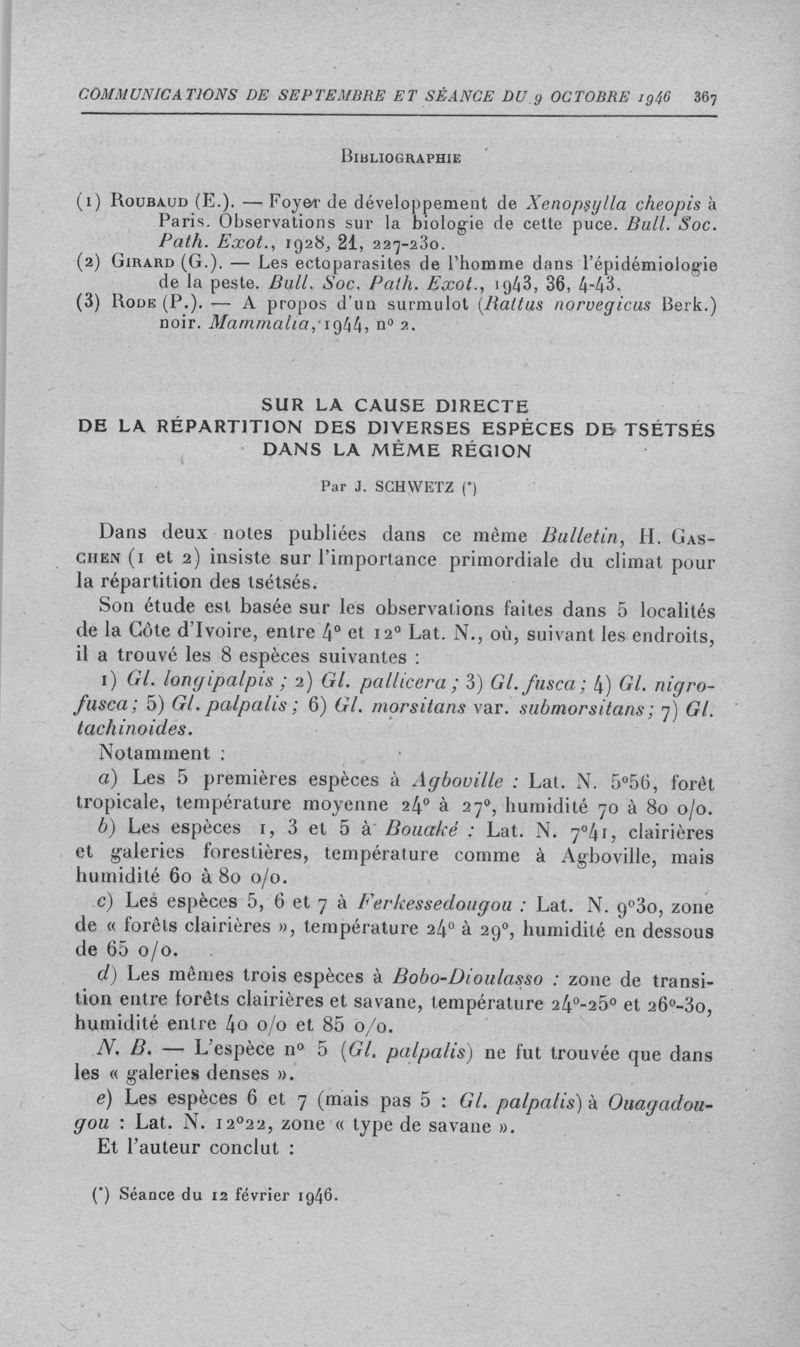 COMMUNICATIONS DE SEPTEMBRE ET SÉANCE DU 9 OCTOBRE 1946 367
BIBLIOGRAPHIE
(1) ROUBAUD (E.). — Foyer de développement de Xenopsylla cheopis à
Paris. Observations sur la biologie de cette puce. Bull. Soc.
Path. Exot., 1928, 21, 227-230.
(2) GIRARD (G.). — Les ectoparasites de l'homme dans l'épidémiologie
de la peste. Bull. Soc. Path. Exot., 1943, 36, 4-43.
(3) RODE (P.). — A propos d'un surmulot (Rattus norvegicus Berk.)
noir. Mammalia, 1944, n° 2.
SUR LA CAUSE DIRECTE
DE LA RÉPARTITION DES DIVERSES ESPÈCES DE TSÉTSÉS
DANS LA MÊME RÉGION
Par J. SCHWETZ (*)
Dans deux notes publiées dans ce même Bulletin, H. GAS-
CHEN (1 et 2) insiste sur l'importance primordiale du climat pour
la répartition des tsétsés.
Son étude est basée sur les observations faites dans 5 localités
de la Côte d'Ivoire, entre 4° et 12° Lat. N., où, suivant les endroits,
il a trouvé les 8 espèces suivantes :
1) Gl. longipalpis ; 2) Gl. pallicera ; 3) Gl. fusca ; 4) Gl. nigro-
fusca ; 5) Gl. palpalis ; 6) Gl. morsitans var. submorsitans ; 7) Gl.
tachinoides.
Notamment :
a) Les 5 premières espèces à Agboville : Lat. N. 5°56, forêt
tropicale, température moyenne 24° à 27°, humidité 70 à 80 o/o.
b) Les espèces 1, 3 et 5 à Bouaké : Lat. N. 7°41, clairières
et galeries forestières, température comme à Agboville, mais
humidité 60 à 80 o/o.
c) Les espèces 5, 6 et 7 à Ferkessedougou : Lat. N. 9°30, zone
de « forêts clairières », température 24° à 29°, humidité en dessous
de 65 o/o.
d) Les mêmes trois espèces à Bobo-Dioulasso : zone de transi-
tion entre forêts clairières et savane, température 24°-25° et 26°-30,
humidité entre 40 o/o et 85 o/o.
N. B. — L'espèce n° 5 (Gl. palpalis) ne fut trouvée que dans
les « galeries denses ».
e) Les espèces 6 et 7 (mais pas 5 : Gl. palpalis) à Ouagadou-
gou : Lat. N. 12°22, zone « type de savane ».
Et l'auteur conclut :
(*) Séance du 12 février 1946.